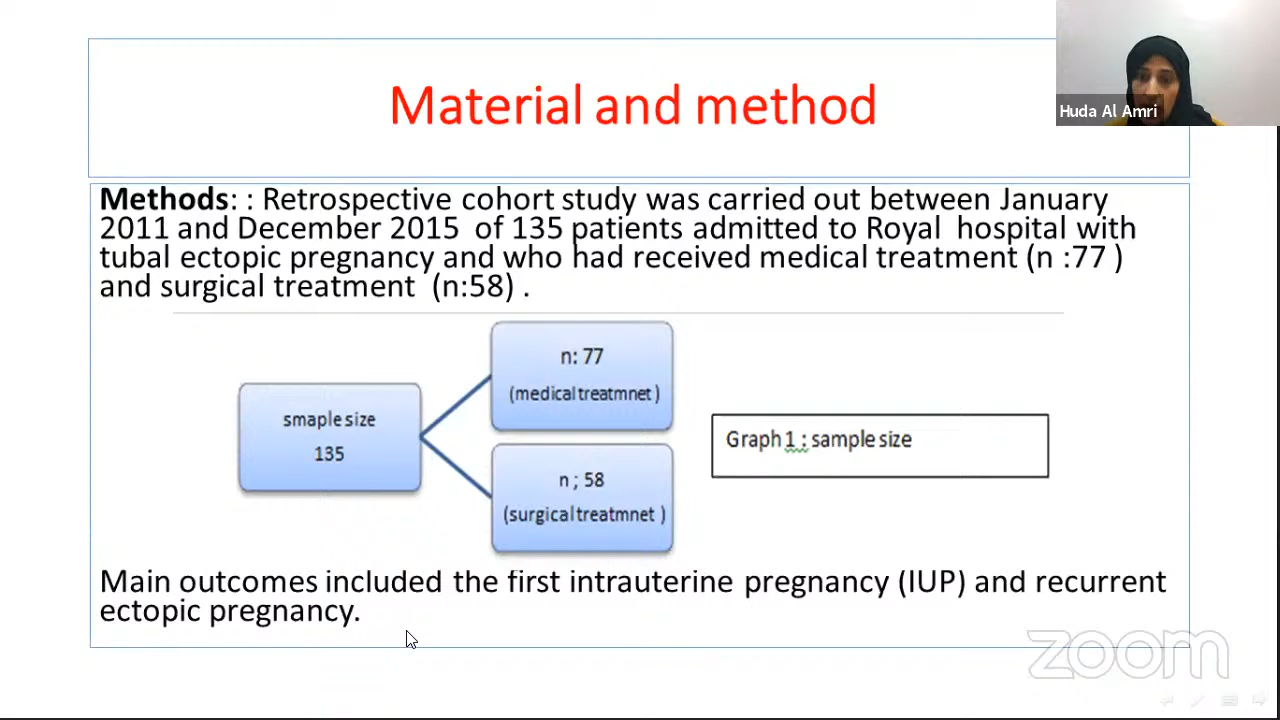 Material and method
Huda Al Amri
Methods: : Retrospective cohort study was carried out between January
2011 and December 2015 of 135 patients admitted to Royal hospital with
tubal ectopic pregnancy and who had received medical treatment (n :77 )
and surgical treatment (n:58) .
n: 77
(medical treatmnet )
smaple size
135
Graph 1 : sample size
n ; 58
(surgical treatmnet )
Main outcomes included the first intrauterine pregnancy (IUP) and recurrent
ectopic pregnancy.
zoom